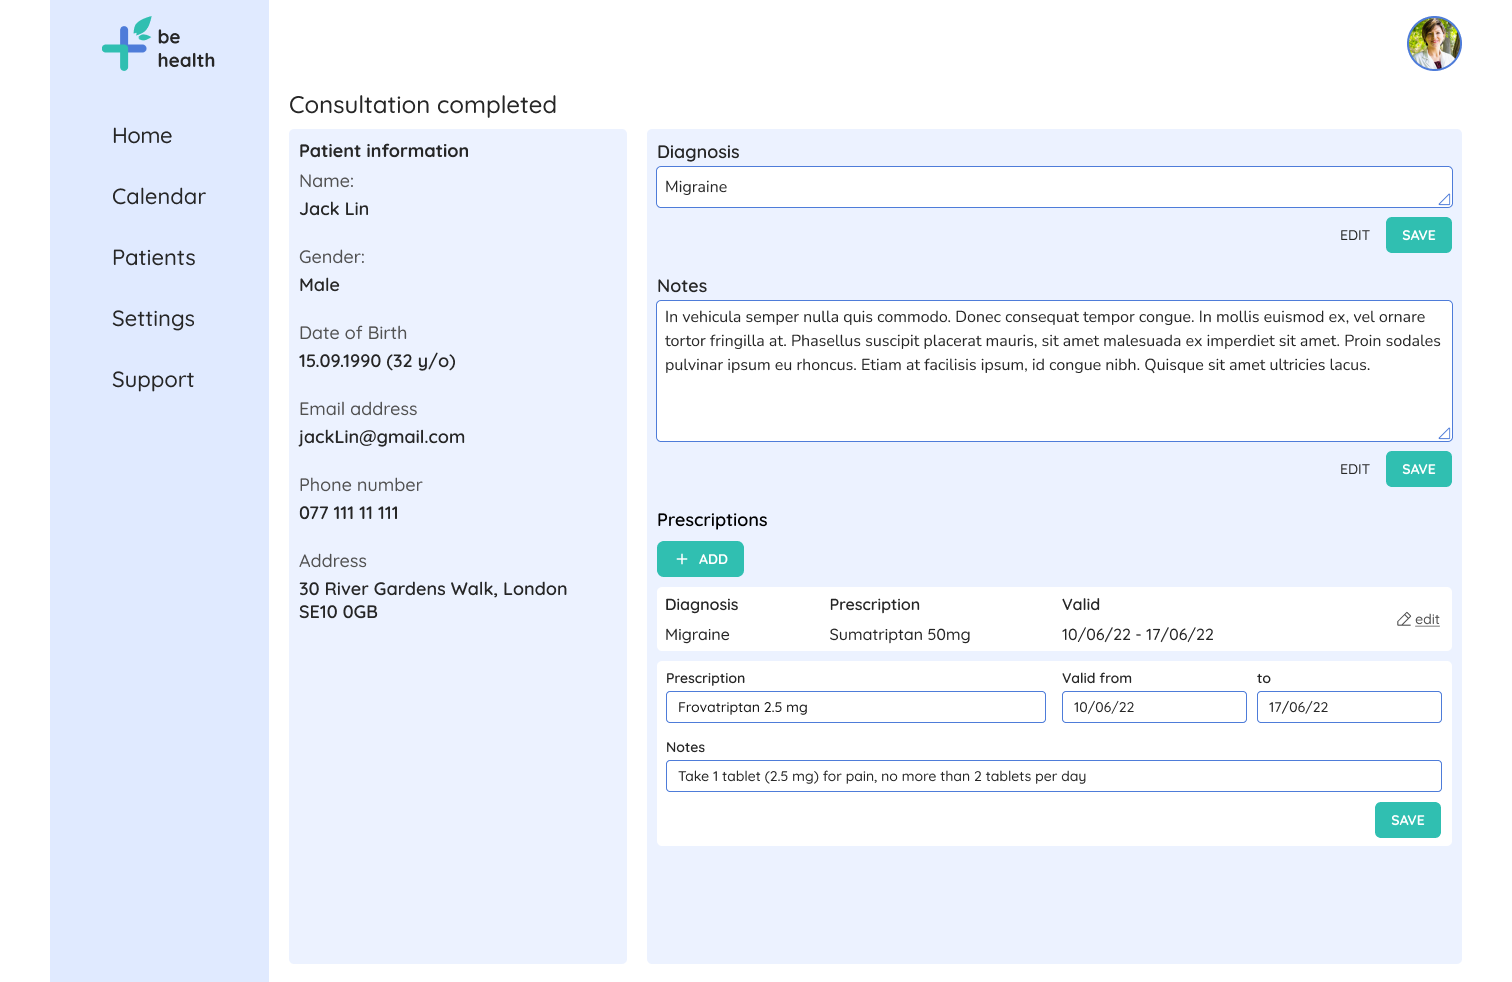 be
health
Home
Calendar
Patients
Settings
Support
Consultation completed
Patient information
Name:
Jack Lin
Gender:
Male
Date of Birth
15.09.1990 (32 y/o)
Email address
jackLin@gmail.com
Phone number
077 111 11 111
Address
30 River Gardens Walk, London
SE10 0GB
Diagnosis
Migraine
EDIT SAVE
Notes
In vehicula semper nulla quis commodo. Donec consequat tempor congue. In mollis euismod ex, vel ornare
tortor fringilla at. Phasellus suscipit placerat mauris, sit amet malesuada ex imperdiet sit amet. Proin sodales
pulvinar ipsum eu rhoncus. Etiam at facilisis ipsum, id congue nibh. Quisque sit amet ultricies lacus.
EDIT SAVE
Prescriptions
+ ADD
Diagnosis Prescription Valid
Migraine Sumatriptan 50mg 10/06/22 - 17/06/22 edit
Prescription Valid from to
Frovatriptan 2.5 mg 10/06/22 17/06/22
Notes
Take 1 tablet (2.5 mg) for pain, no more than 2 tablets per day
SAVE